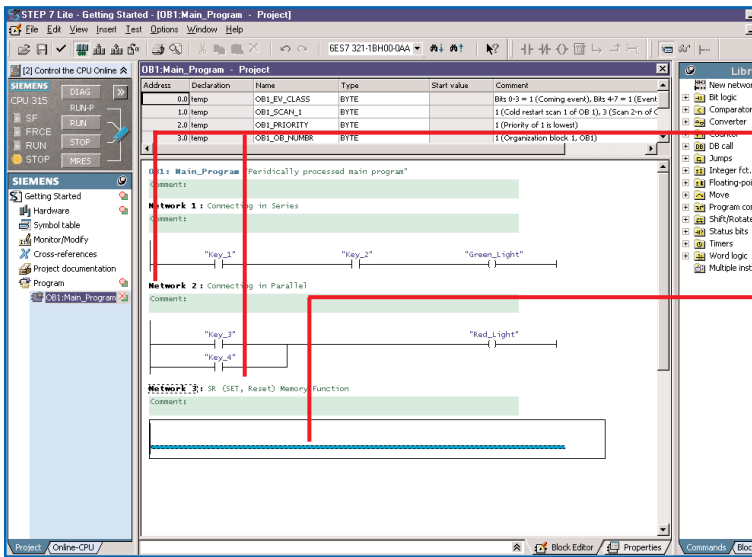 STEP 7 Lite - Getting Started - [OB1:Main_Program - Project]
File Edit View Insert Test Options Window Help
6ES7 321-1BH00-0AA
[2] Control the CPU Online
SIEMENS
CPU 315
DIAG
RUN-P
SF
RUN
FRCE
RUN
STOP
STOP
MRES
SIEMENS
Getting Started
Hardware
Symbol table
Monitor/Modify
Cross-references
Project documentation
Program
OB1:Main_Program
Project
Online-CPU
OB1:Main_Program - Project
Address Declaration Name Type Start value Comment
0.0 temp OB1_EV_CLASS BYTE Bits 0-3 = 1 (Coming event), Bits 4-7 = 1 (Event
1.0 temp OB1_SCAN_1 BYTE 1 (Cold restart scan 1 of OB 1), 3 (Scan 2-n of
2.0 temp OB1_PRIORITY BYTE 1 (Priority of 1 is lowest)
3.0 temp OB1_OB_NUMBR BYTE 1 (Organization block 1, OB1)
OB1: Main_Program "Peridically processed main program"
Comment:
Network 1 : Connecting in Series
Comment:
"Key_1" "Key_2" "Green_Light"
Network 2 : Connecting in Parallel
Comment:
"Key_3" "Red_Light"
"Key_4"
Network 3 : SR (SET, Reset) Memory Function
Comment:
Block Editor
Properties
Libr
New networ
Bit logic
Comparator
Converter
Counter
DB call
Jumps
Integer fct.
Floating-poi
Move
Program con
Shift/Rotate
Status bits
Timers
Word logic
Multiple inst
Commands
Bloc